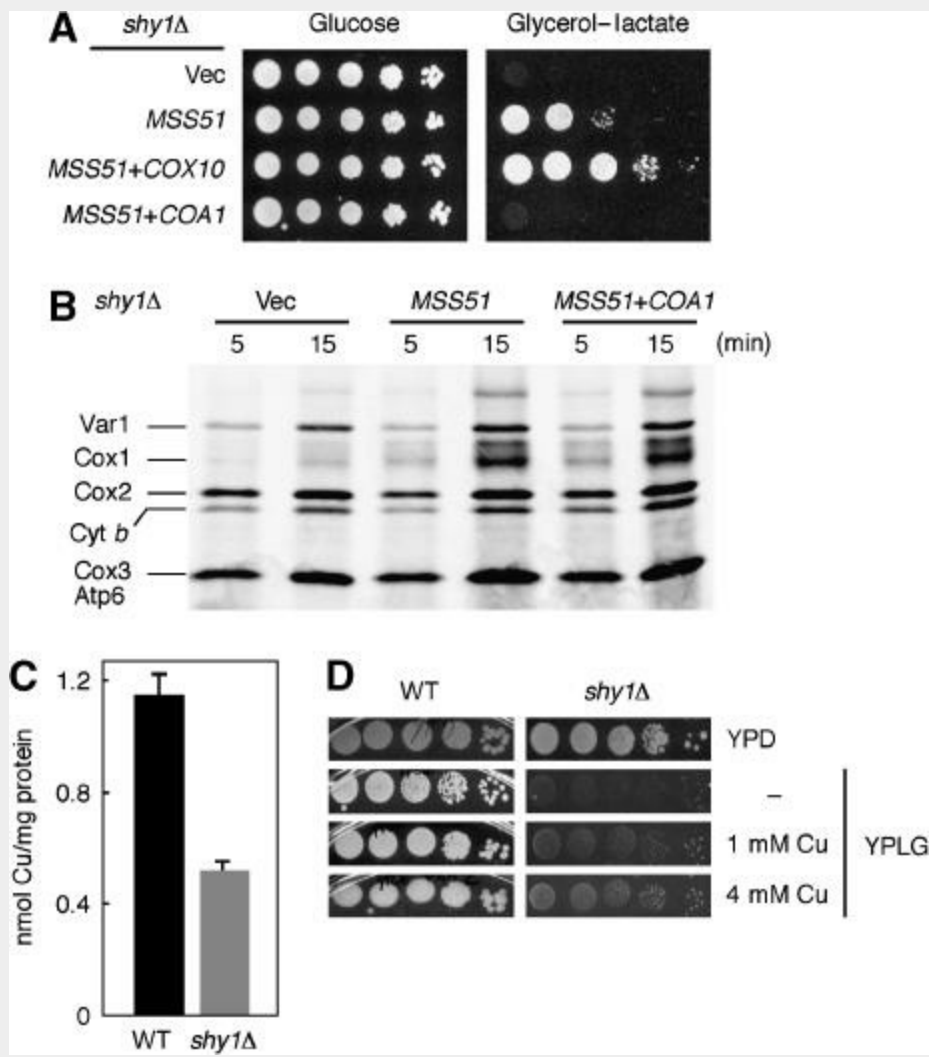 A shy1Δ Glucose Glycerol–lactate
Vec
MSS51
MSS51+COX10
MSS51+COA1
B shy1Δ Vec MSS51 MSS51+COA1
5 15 5 15 5 15 (min)
Var1
Cox1
Cox2
Cyt b
Cox3
Atp6
C
nmol Cu/mg protein
1.2
0.8
0.4
0
WT shy1Δ
D WT shy1Δ
YPD
–
1 mM Cu YPLG
4 mM Cu